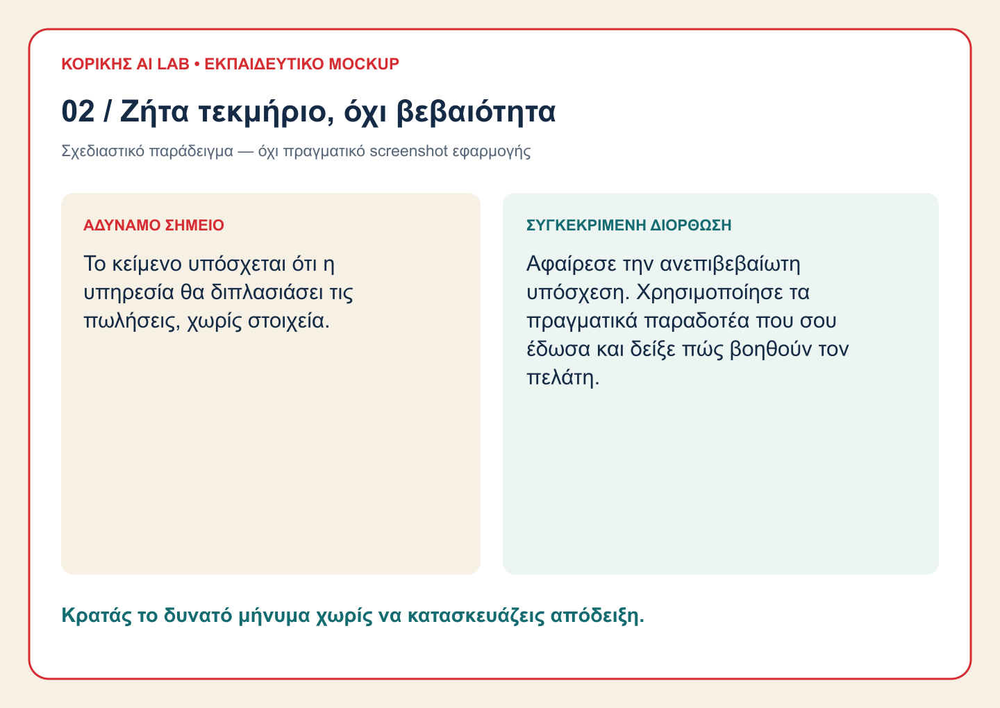 ΚΟΡΙΚΗΣ AI LAB • ΕΚΠΑΙΔΕΥΤΙΚΟ MOCKUP
02 / Ζήτα τεκμήριο, όχι βεβαιότητα
Σχεδιαστικό παράδειγμα — όχι πραγματικό screenshot εφαρμογής
ΑΔΥΝΑΜΟ ΣΗΜΕΙΟ
Το κείμενο υπόσχεται ότι η
υπηρεσία θα διπλασιάσει τις
πωλήσεις, χωρίς στοιχεία.
ΣΥΓΚΕΚΡΙΜΕΝΗ ΔΙΟΡΘΩΣΗ
Αφαίρεσε την ανεπιβεβαίωτη
υπόσχεση. Χρησιμοποίησε τα
πραγματικά παραδοτέα που σου
έδωσα και δείξε πώς βοηθούν τον
πελάτη.
Κρατάς το δυνατό μήνυμα χωρίς να κατασκευάζεις απόδειξη.